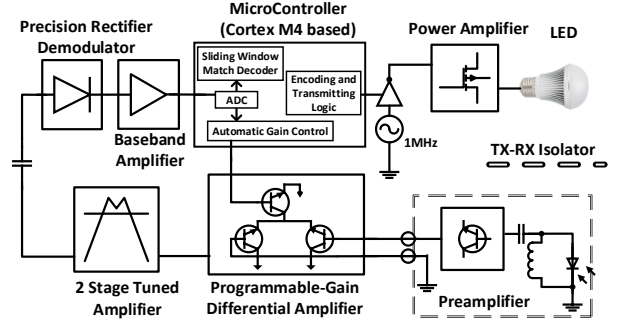 Precision Rectifier
Demodulator
MicroController
(Cortex M4 based)
Power Amplifier
LED
Sliding Window
Match Decoder
Encoding and
Transmitting
Logic
ADC
Automatic Gain Control
Baseband
Amplifier
1MHz
TX-RX Isolator
2 Stage Tuned
Amplifier
Programmable-Gain
Differential Amplifier
Preamplifier